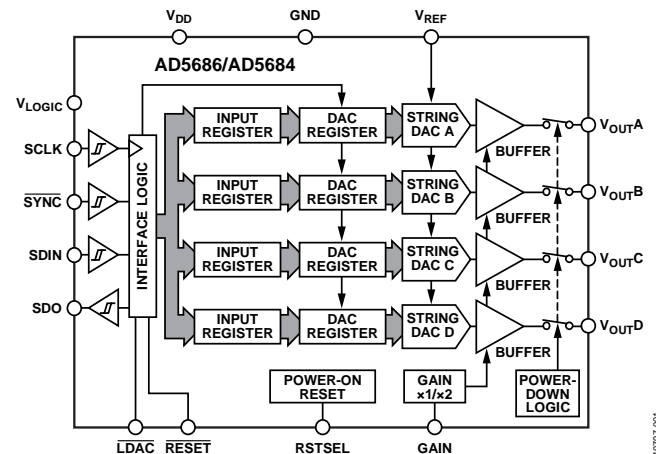 VDD
GND
VREF
AD5686/AD5684
VLOGIC
SCLK
SYNC
SDIN
SDO
INTERFACE LOGIC
INPUT
REGISTER
DAC
REGISTER
STRING
DAC A
BUFFER
VOUTA
INPUT
REGISTER
DAC
REGISTER
STRING
DAC B
BUFFER
VOUTB
INPUT
REGISTER
DAC
REGISTER
STRING
DAC C
BUFFER
VOUTC
INPUT
REGISTER
DAC
REGISTER
STRING
DAC D
BUFFER
VOUTD
POWER-ON
RESET
GAIN
×1/×2
POWER-
DOWN
LOGIC
LDAC
RESET
RSTSEL
GAIN
10797-001